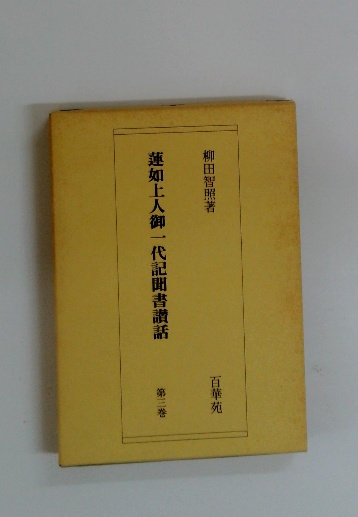 柳田智照著
蓮如上人御一代記聞書讃話
第三巻
百華苑